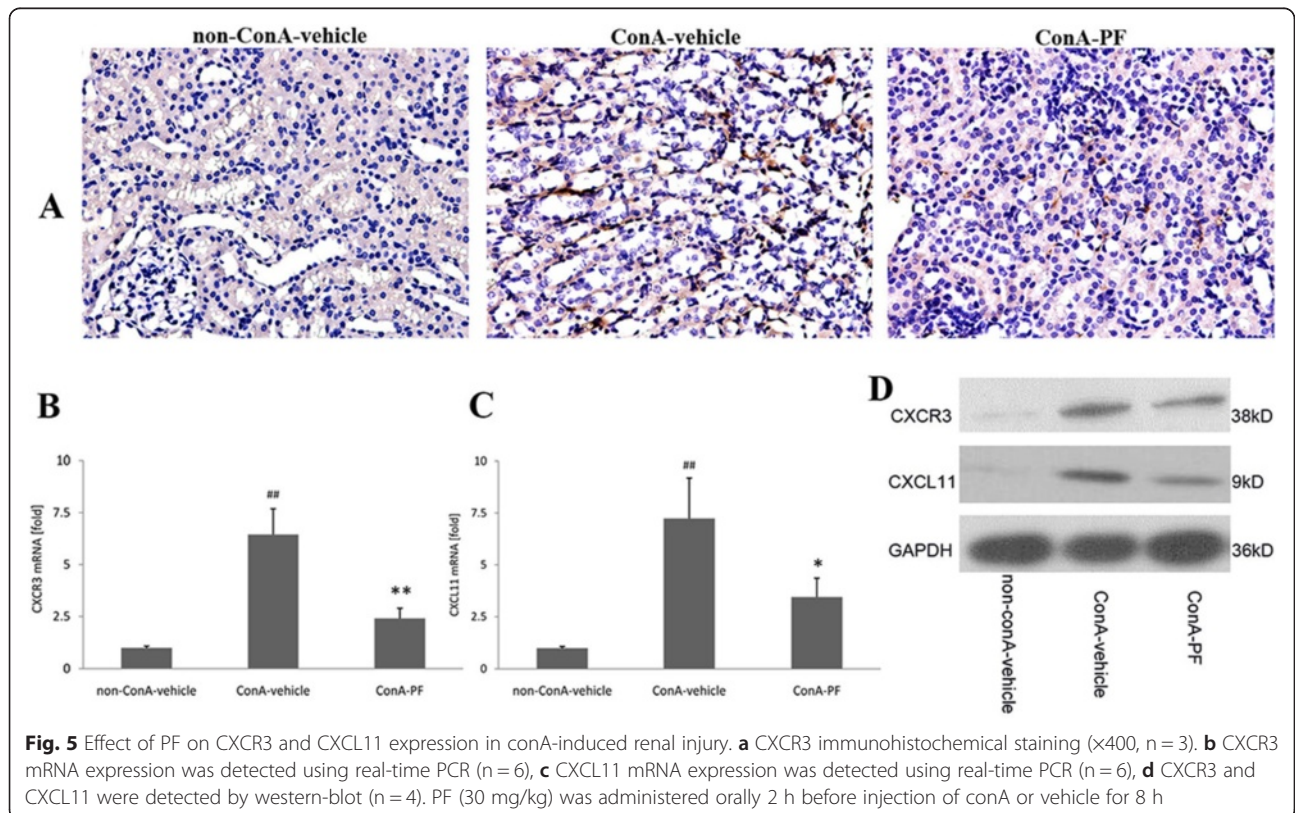 non-ConA-vehicle
ConA-vehicle
ConA-PF
A
B
10
7.5
5
2.5
0
CXCR3 mRNA [fold]
##
**
non-ConA-vehicle
ConA-vehicle
ConA-PF
C
10
7.5
5
2.5
0
CXCL11 mRNA [fold]
##
*
non-ConA-vehicle
ConA-vehicle
ConA-PF
D
CXCR3
38kD
CXCL11
9kD
GAPDH
36kD
non-conA-vehicle
ConA-vehicle
ConA-PF
Fig. 5 Effect of PF on CXCR3 and CXCL11 expression in conA-induced renal injury. a CXCR3 immunohistochemical staining (×400, n = 3). b CXCR3
mRNA expression was detected using real-time PCR (n = 6), c CXCL11 mRNA expression was detected using real-time PCR (n = 6), d CXCR3 and
CXCL11 were detected by western-blot (n = 4). PF (30 mg/kg) was administered orally 2 h before injection of conA or vehicle for 8 h